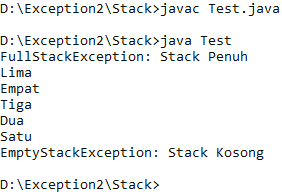 D:\Exception2\Stack>javac Test.java
D:\Exception2\Stack>java Test
FullStackException: Stack Penuh
Lima
Empat
Tiga
Dua
Satu
EmptyStackException: Stack Kosong
D:\Exception2\Stack>